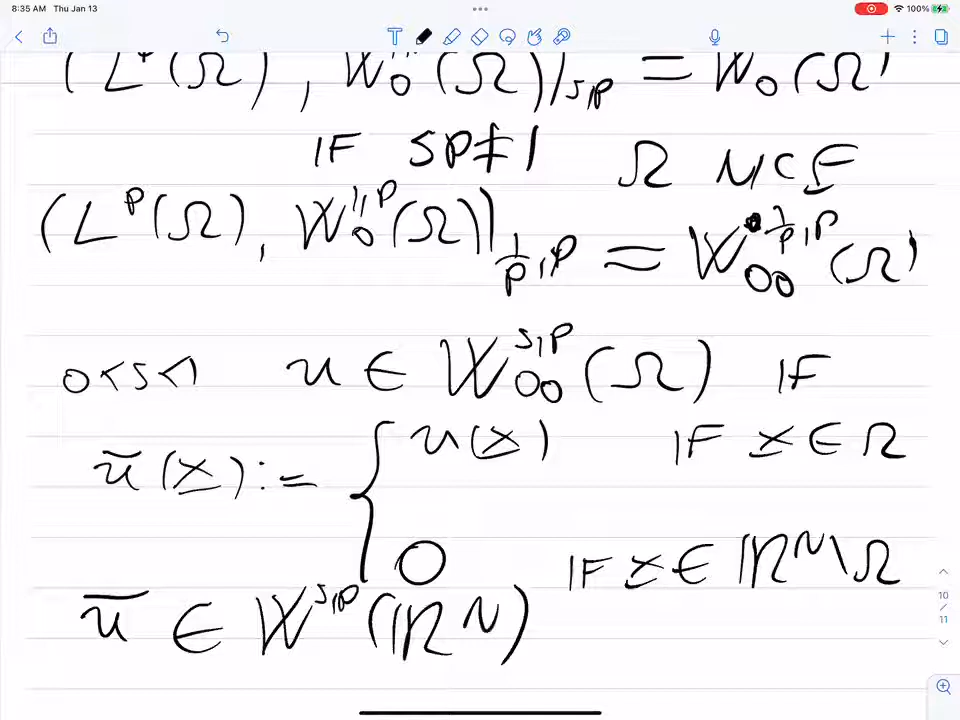 8:35 AM Thu Jan 13
100%
(L^p(Ω), W_0^{1,p}(Ω))_{s,p} = W_0(Ω)
IF sp≠1 Ω NICE
(L^p(Ω), W_0^{1,p}(Ω))_{1/p,p} = W_{00}^{1/p,p}(Ω)
0<s<1 u ∈ W_{00}^{s,p}(Ω) IF
ū(x) := { u(x) IF x ∈ Ω
0 IF x ∈ ℝ^N \ Ω
ū ∈ W^{s,p}(ℝ^N)
10
/
11